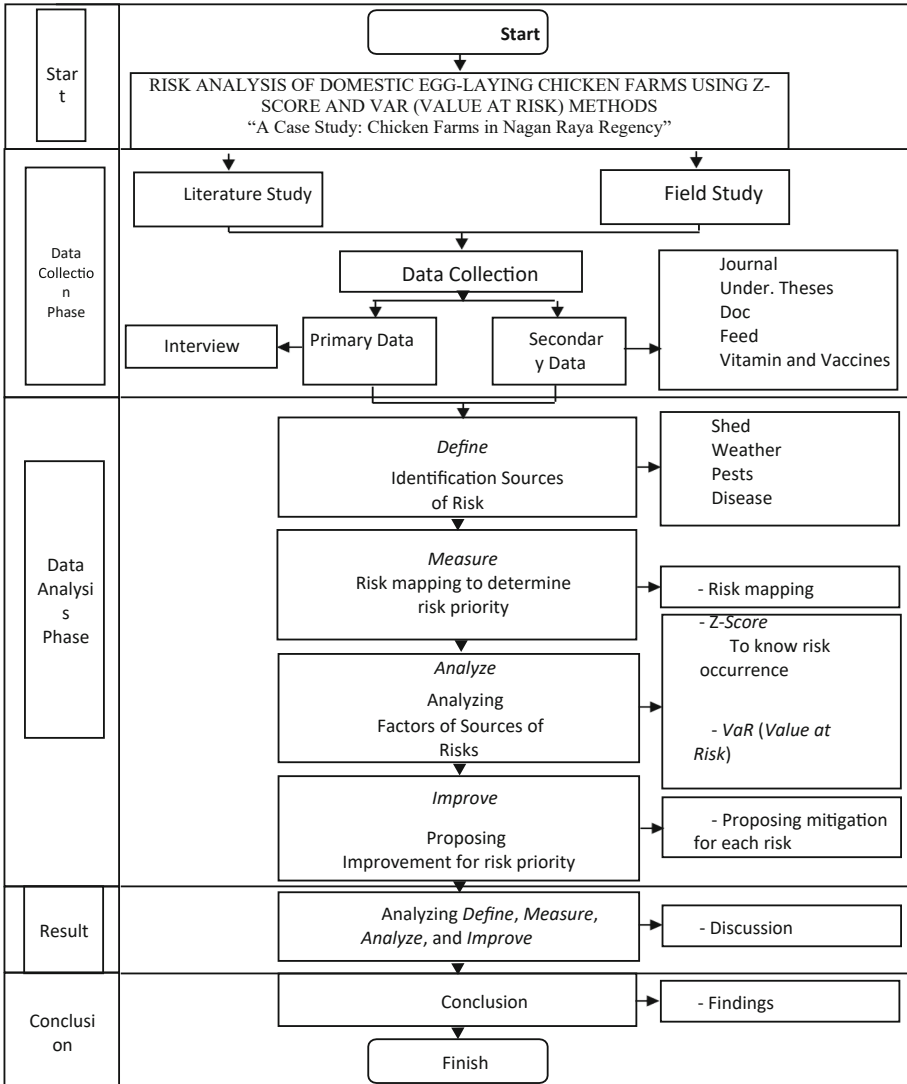 Start
Star
t
RISK ANALYSIS OF DOMESTIC EGG-LAYING CHICKEN FARMS USING Z-
SCORE AND VAR (VALUE AT RISK) METHODS
“A Case Study: Chicken Farms in Nagan Raya Regency”
Data
Collectio
n
Phase
Literature Study
Field Study
Data Collection
Interview
Primary Data
Secondar
y Data
Journal
Under. Theses
Doc
Feed
Vitamin and Vaccines
Data
Analysi
s
Phase
Define
Identification Sources
of Risk
Shed
Weather
Pests
Disease
Measure
Risk mapping to determine
risk priority
- Risk mapping
Analyze
Analyzing
Factors of Sources of
Risks
- Z-Score
To know risk
occurrence
- VaR (Value at
Risk)
Improve
Proposing
Improvement for risk priority
- Proposing mitigation
for each risk
Result
Analyzing Define, Measure,
Analyze, and Improve
- Discussion
Conclusi
on
Conclusion
- Findings
Finish